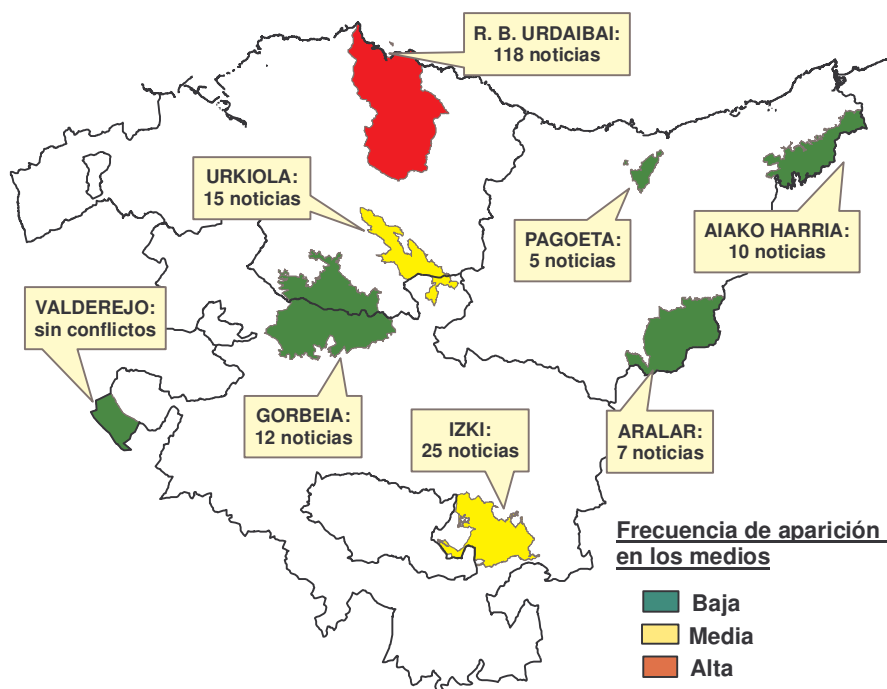 R. B. URDAIBAI:
118 noticias
URKIOLA:
15 noticias
PAGOETA:
5 noticias
AIAKO HARRIA:
10 noticias
VALDEREJO:
sin conflictos
GORBEIA:
12 noticias
IZKI:
25 noticias
ARALAR:
7 noticias
Frecuencia de aparición
en los medios
Baja
Media
Alta